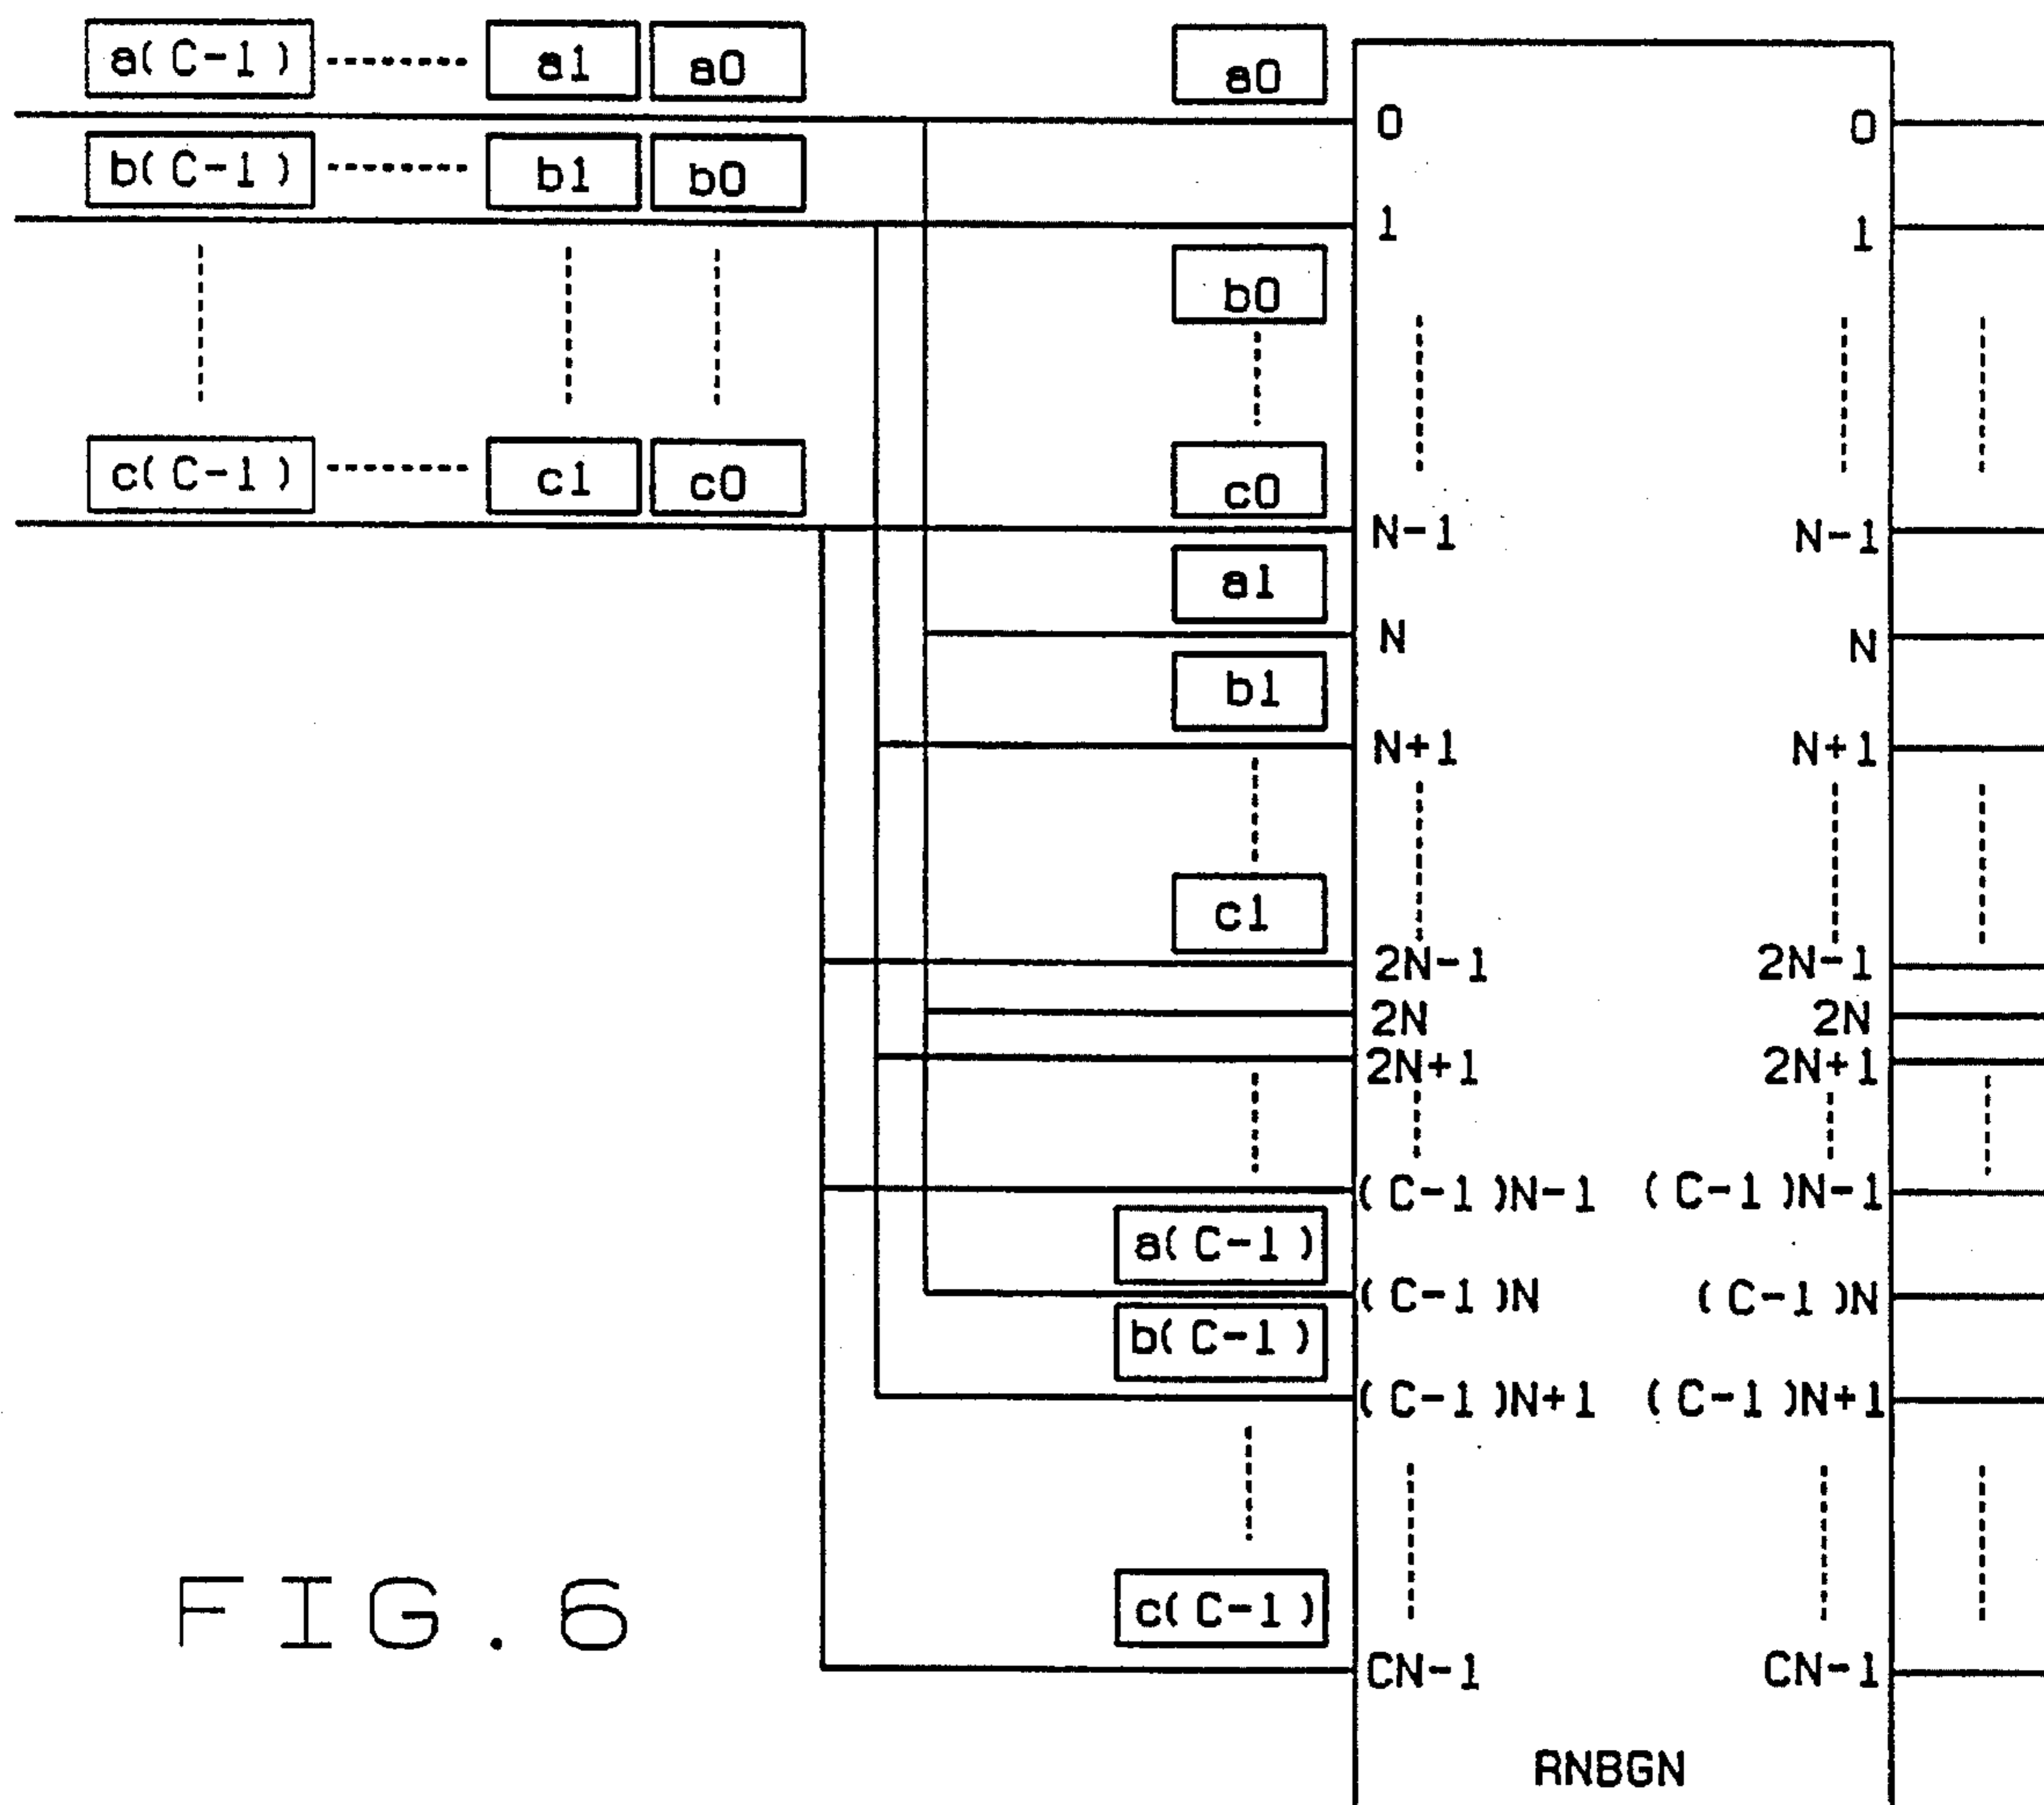 a(C-1) a1 a0 a0
0 0
b(C-1) b1 b0
1 1
b0
c(C-1) c1 c0 c0
N-1 N-1
a1
N N
b1
N+1 N+1
c1
2N-1 2N-1
2N 2N
2N+1 2N+1
(C-1)N-1 (C-1)N-1
a(C-1)
(C-1)N (C-1)N
b(C-1)
(C-1)N+1 (C-1)N+1
c(C-1)
FIG. 6
CN-1 CN-1
RNBGN